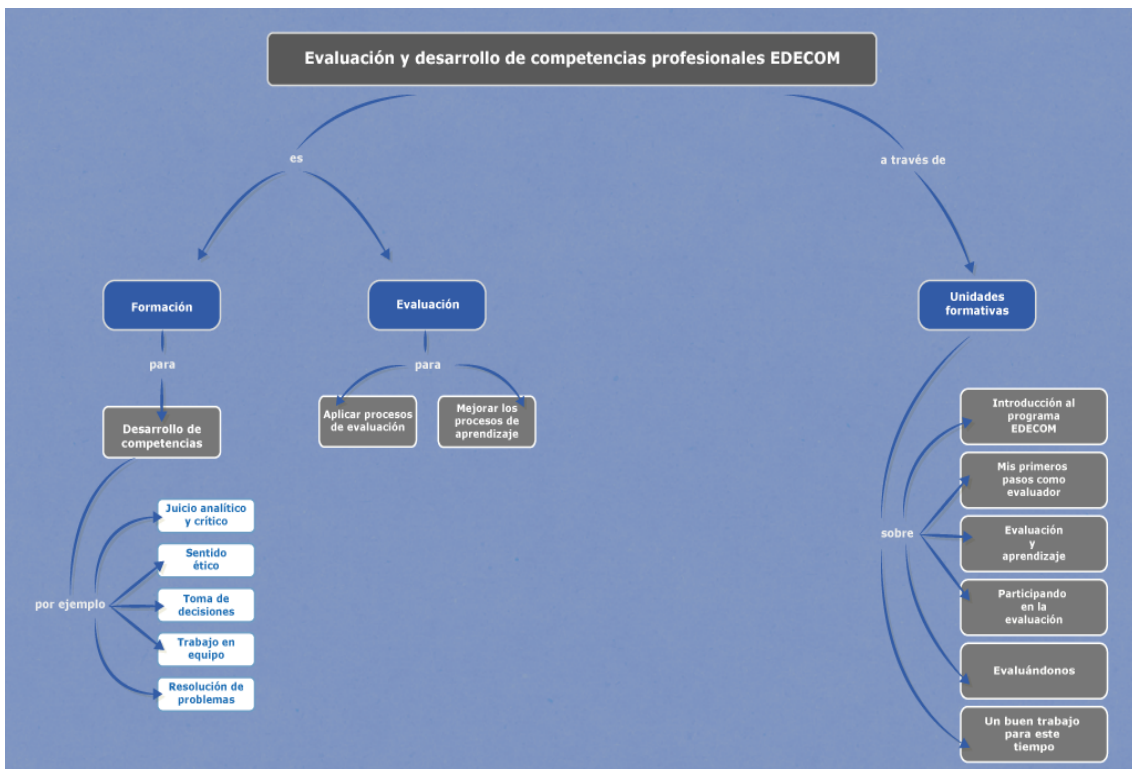 Evaluación y desarrollo de competencias profesionales EDECOM
es
a través de
Formación
Evaluación
Unidades
formativas
para
para
Desarrollo de
competencias
Aplicar procesos
de evaluación
Mejorar los
procesos de
aprendizaje
por ejemplo
Juicio analítico
y crítico
Sentido
ético
Toma de
decisiones
Trabajo en
equipo
Resolución de
problemas
sobre
Introducción al
programa
EDECOM
Mis primeros
pasos como
evaluador
Evaluación
y
aprendizaje
Participando
en la
evaluación
Evaluándonos
Un buen trabajo
para este
tiempo